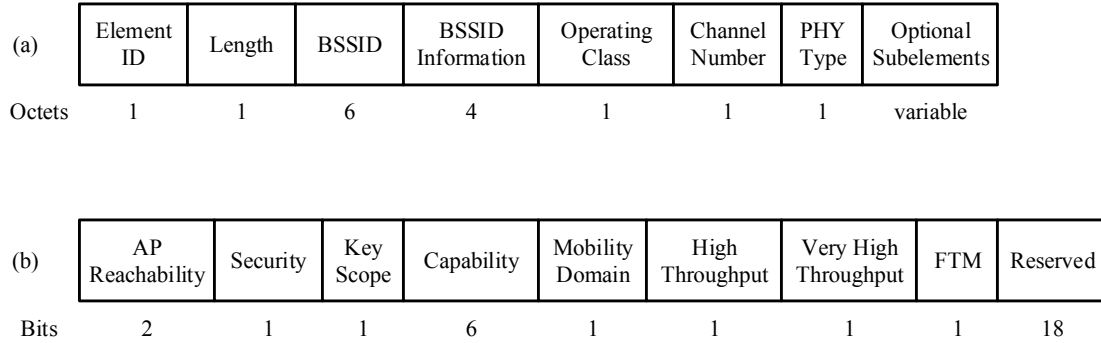 (a)
Element ID
Length
BSSID
BSSID Information
Operating Class
Channel Number
PHY Type
Optional Subelements
Octets 1 1 6 4 1 1 1 variable
(b)
AP Reachability
Security
Key Scope
Capability
Mobility Domain
High Throughput
Very High Throughput
FTM
Reserved
Bits 2 1 1 6 1 1 1 1 18